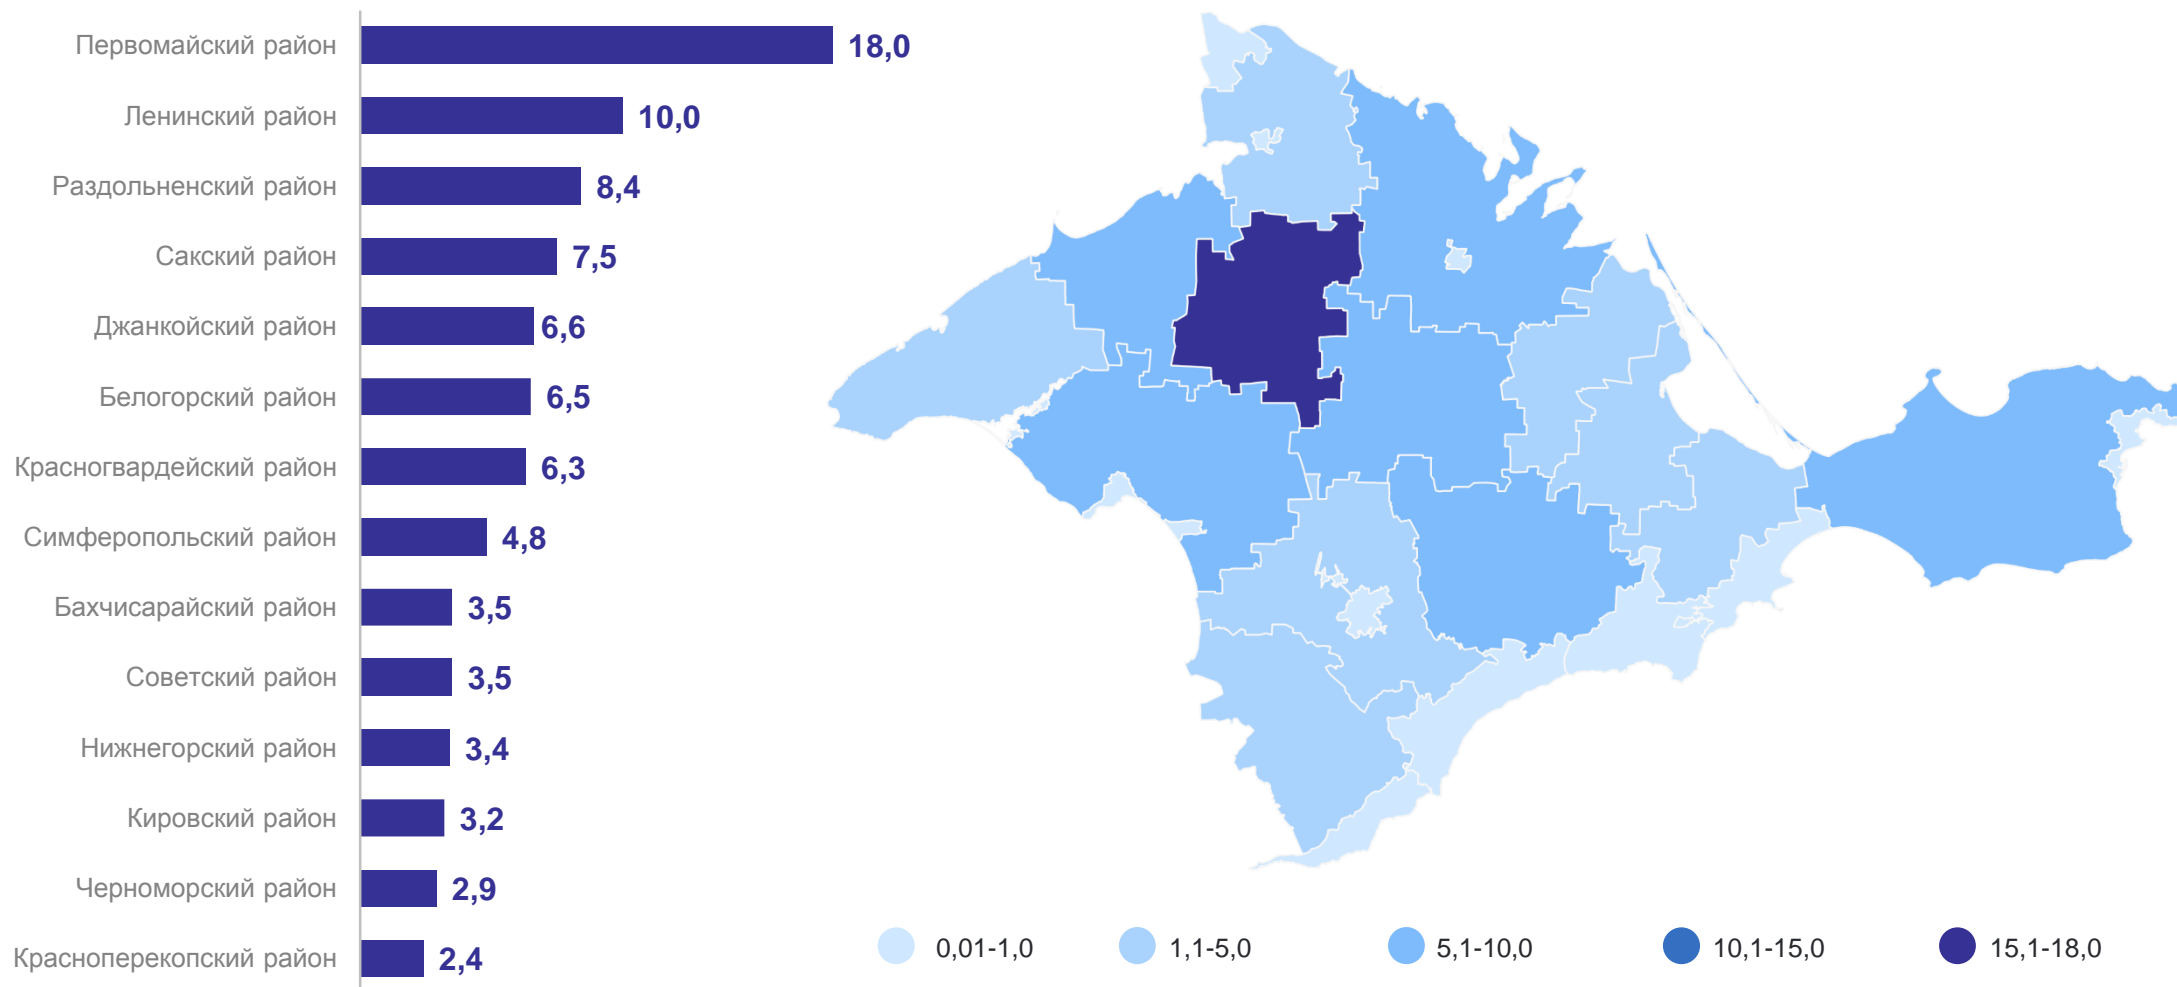 Первомайский район 18,0
Ленинский район 10,0
Раздольненский район 8,4
Сакский район 7,5
Джанкойский район 6,6
Белогорский район 6,5
Красногвардейский район 6,3
Симферопольский район 4,8
Бахчисарайский район 3,5
Советский район 3,5
Нижнегорский район 3,4
Кировский район 3,2
Черноморский район 2,9
Красноперекопский район 2,4
0,01-1,0 1,1-5,0 5,1-10,0 10,1-15,0 15,1-18,0